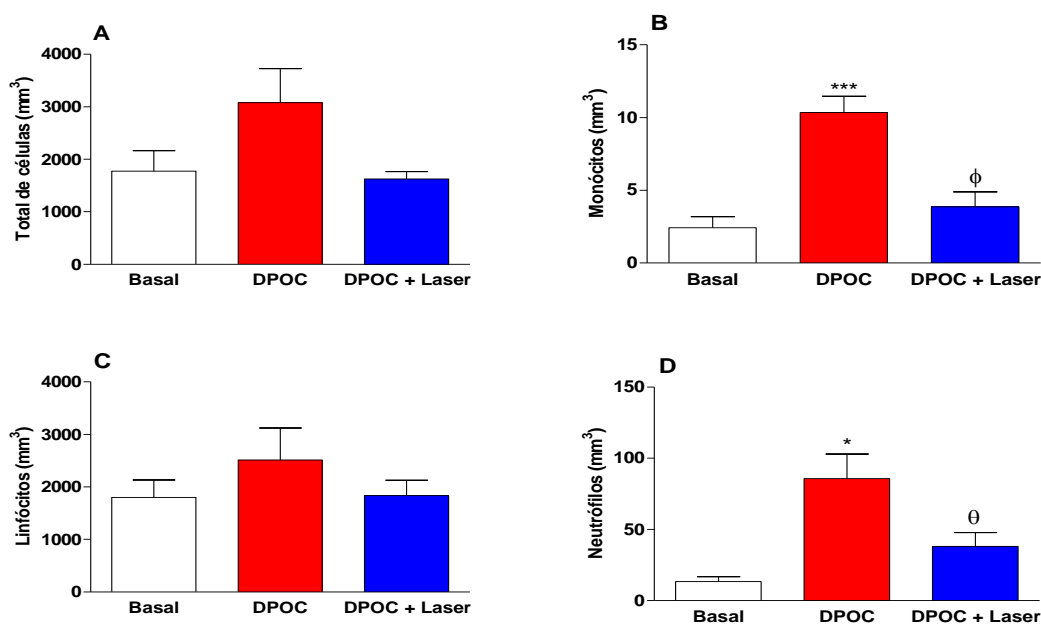 A
Total de células (mm³)
4000
3000
2000
1000
0
Basal DPOC DPOC + Laser
B
Monócitos (mm³)
15
10
5
0
***
ϕ
Basal DPOC DPOC + Laser
C
Linfócitos (mm³)
4000
3000
2000
1000
0
Basal DPOC DPOC + Laser
D
Neutrófilos (mm³)
150
100
50
0
*
θ
Basal DPOC DPOC + Laser